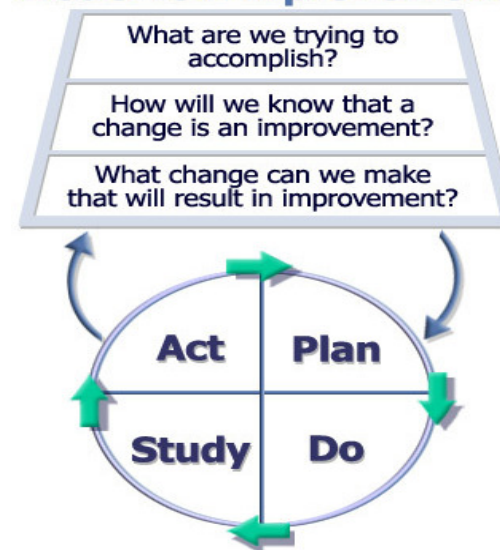 What are we trying to
accomplish?
How will we know that a
change is an improvement?
What change can we make
that will result in improvement?
Act Plan
Study Do